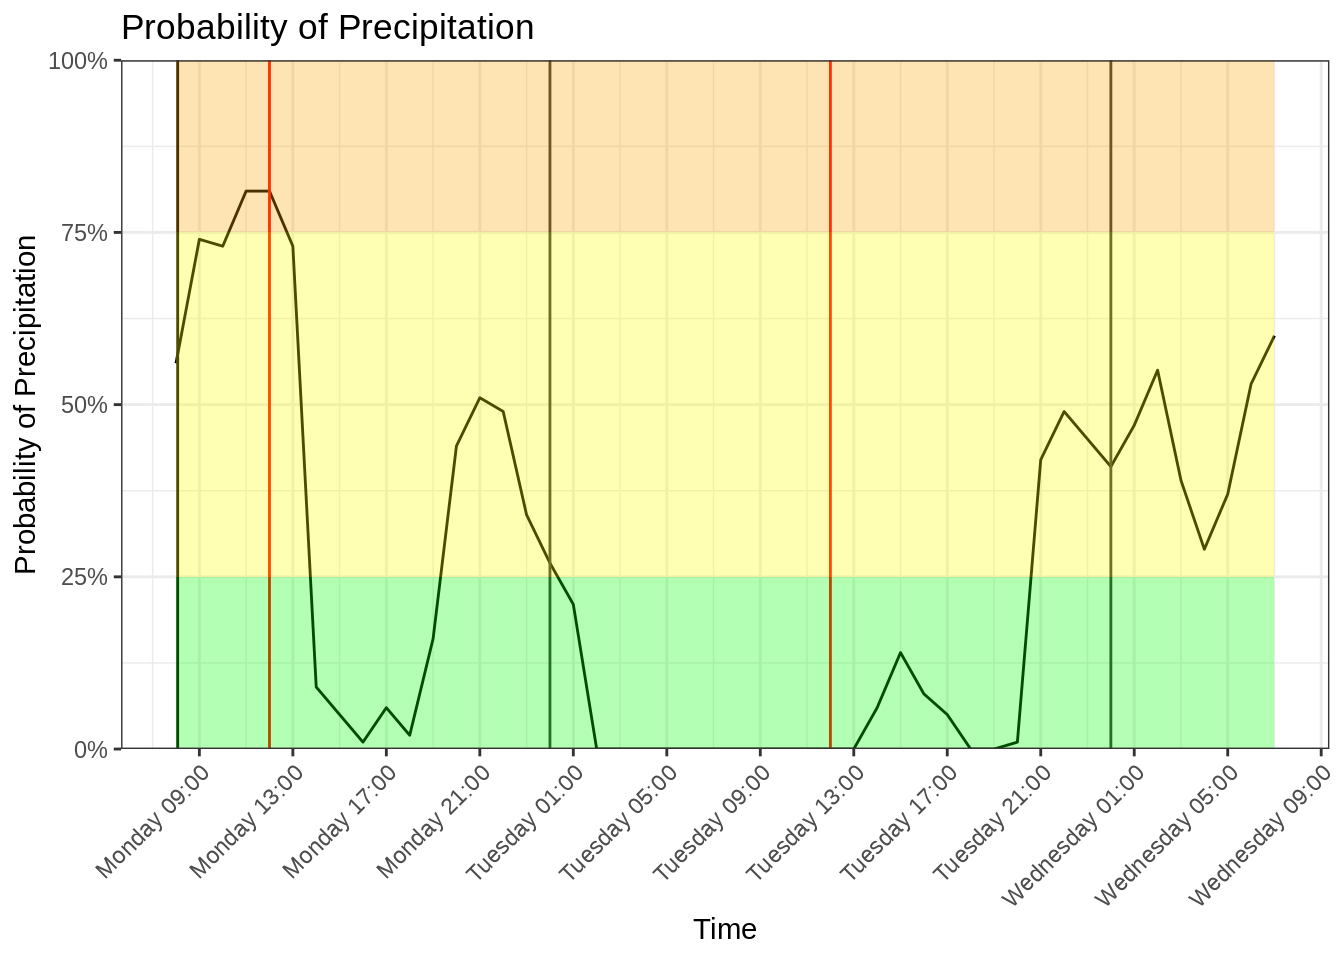 Probability of Precipitation
Probability of Precipitation
100%
75%
50%
25%
0%
Monday 09:00
Monday 13:00
Monday 17:00
Monday 21:00
Tuesday 01:00
Tuesday 05:00
Tuesday 09:00
Tuesday 13:00
Tuesday 17:00
Tuesday 21:00
Wednesday 01:00
Wednesday 05:00
Wednesday 09:00
Time